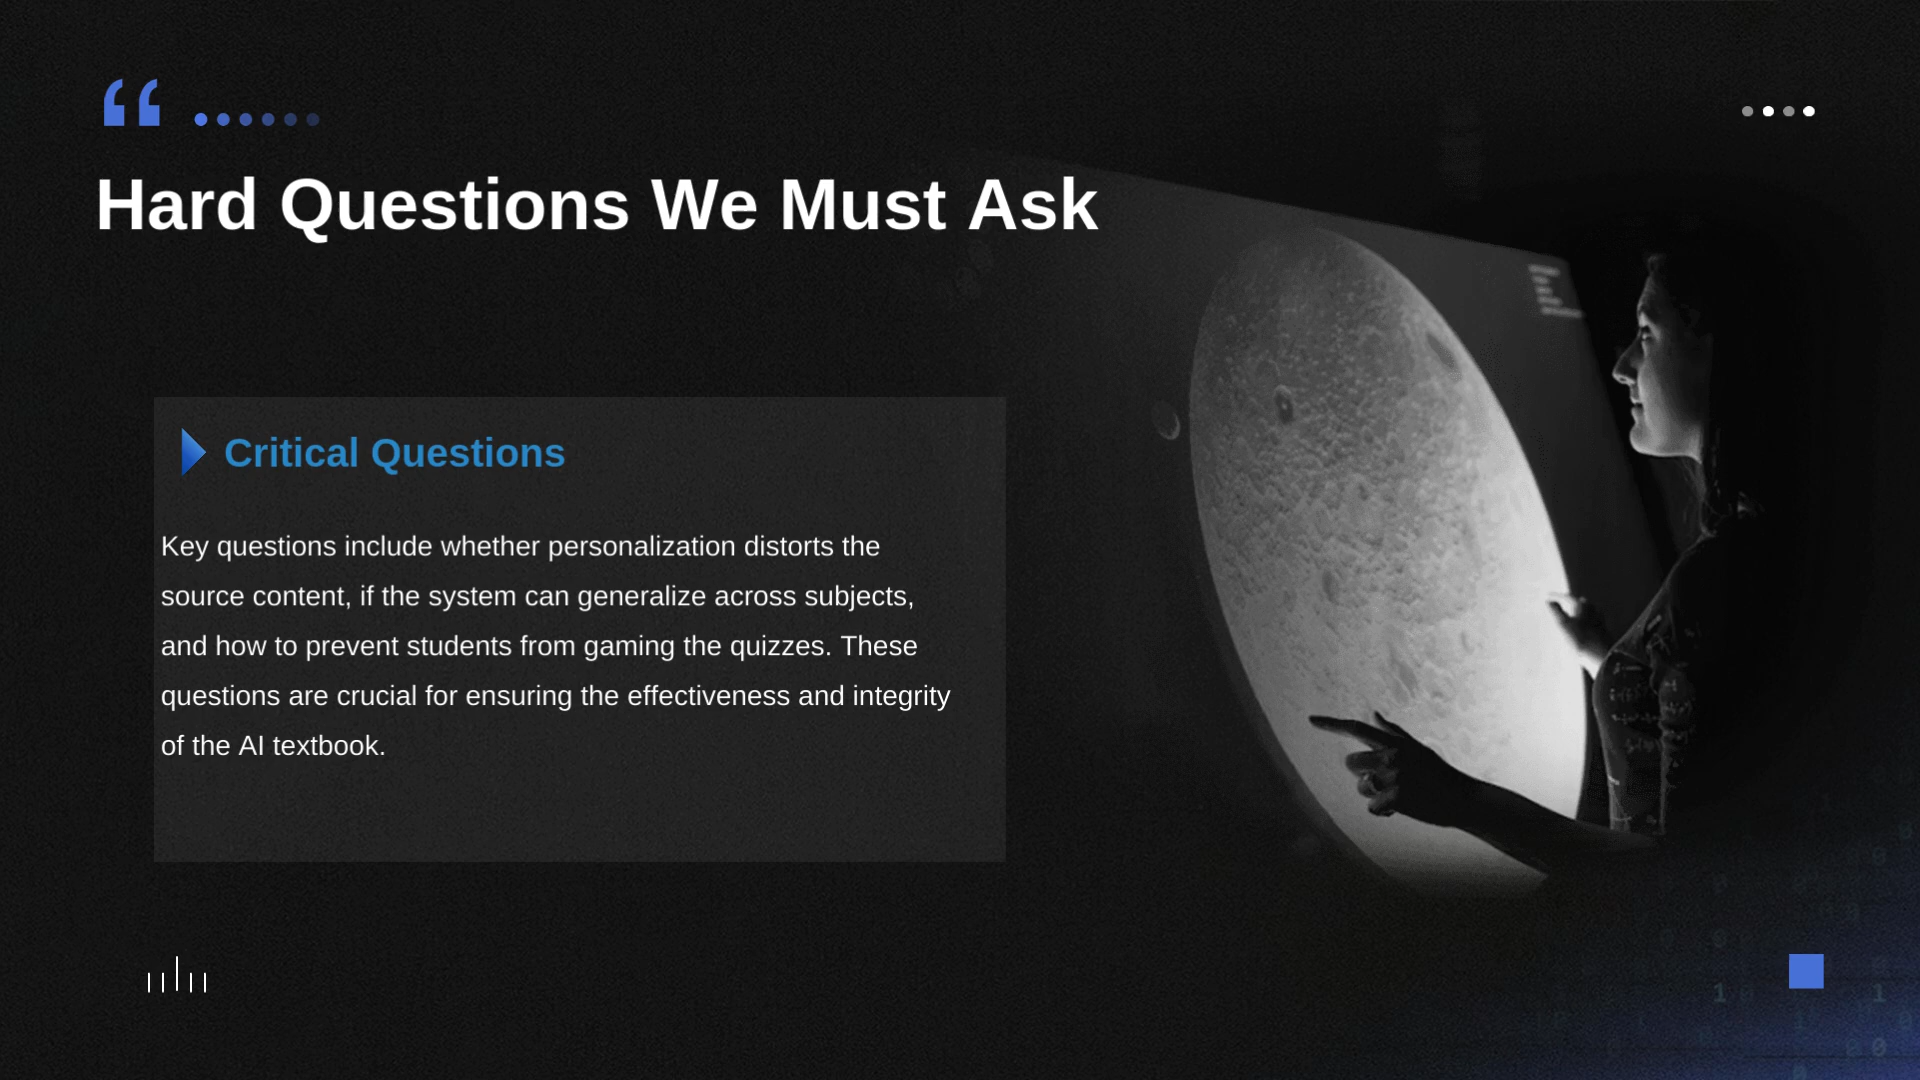 Hard Questions We Must Ask
Critical Questions
Key questions include whether personalization distorts the
source content, if the system can generalize across subjects,
and how to prevent students from gaming the quizzes. These
questions are crucial for ensuring the effectiveness and integrity
of the AI textbook.